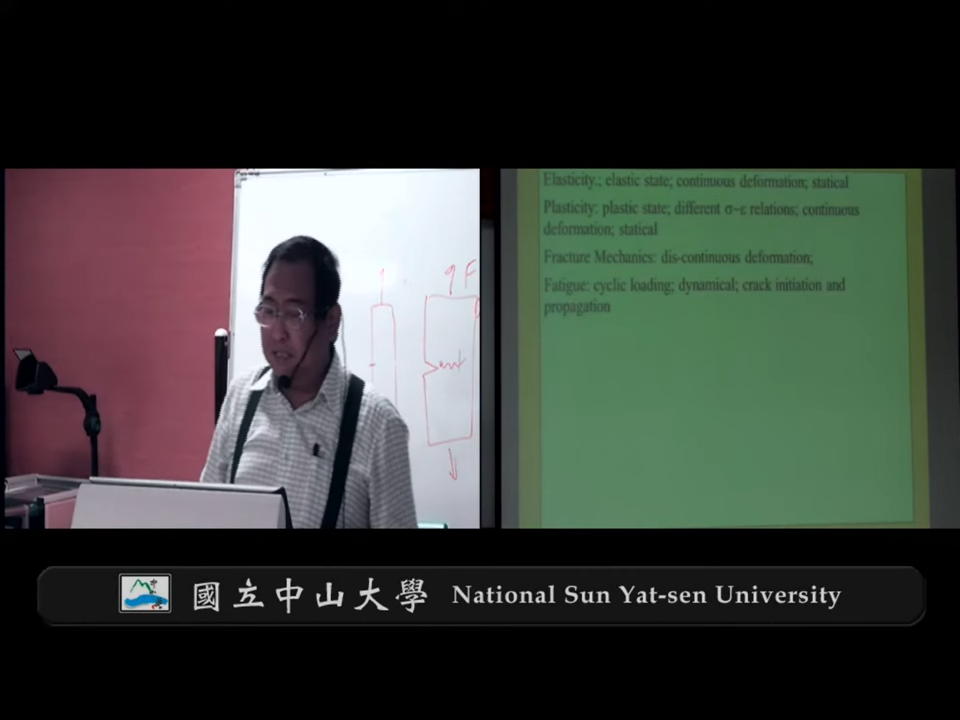 F
Elasticity.; elastic state; continuous deformation; statical
Plasticity: plastic state; different σ–ε relations; continuous
deformation; statical
Fracture Mechanics: dis-continuous deformation;
Fatigue: cyclic loading; dynamical; crack initiation and
propagation
國立中山大學 National Sun Yat-sen University